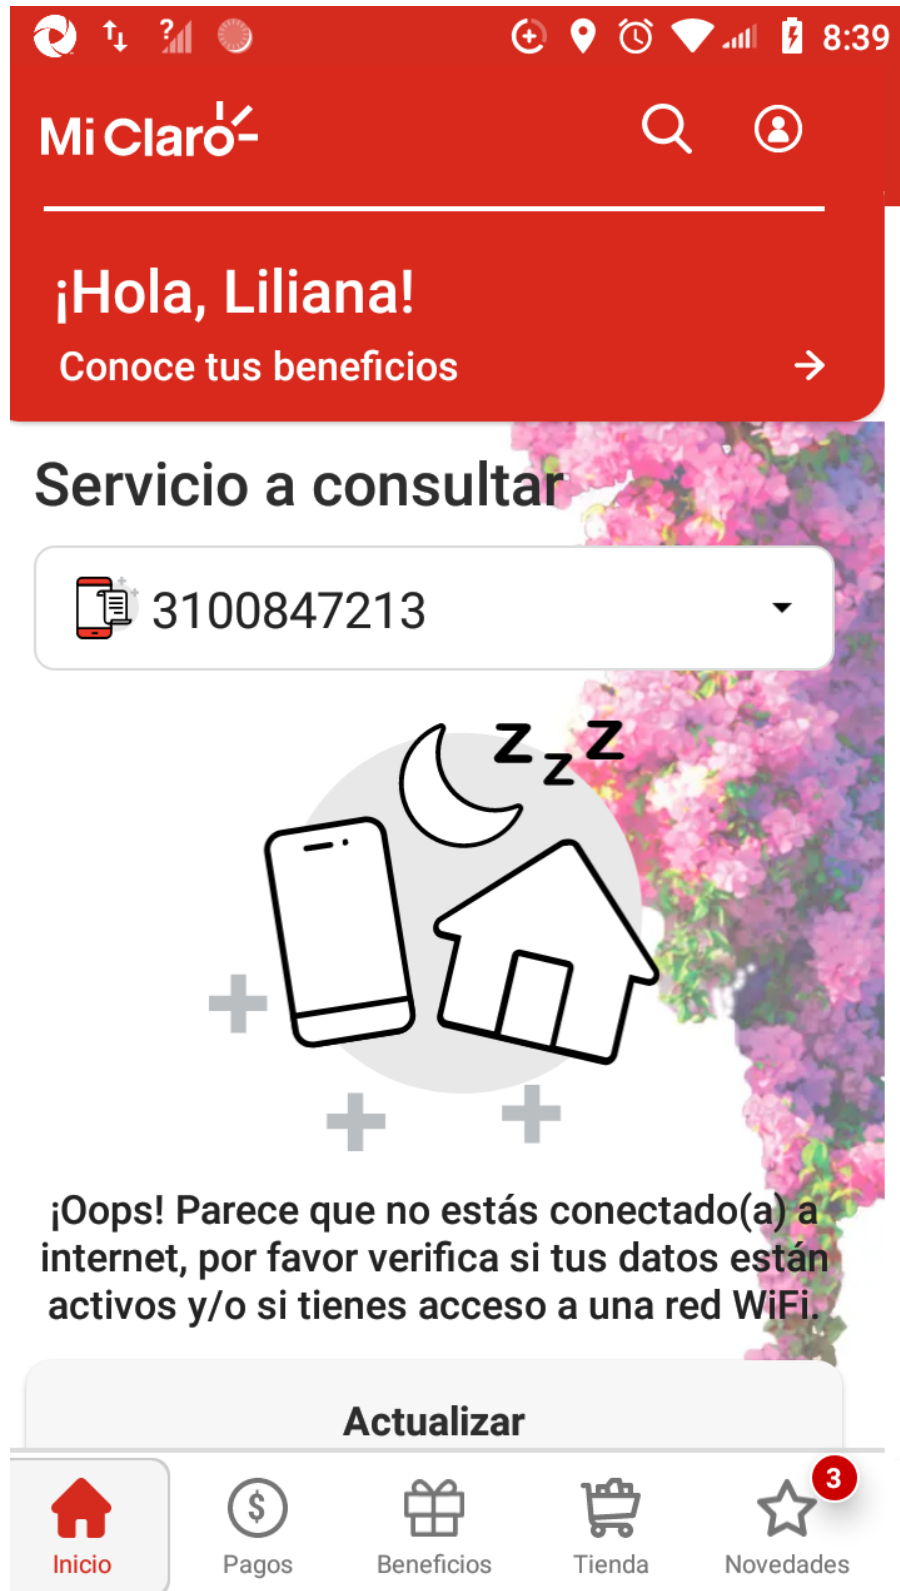 8:39
Mi Claro
¡Hola, Liliana!
Conoce tus beneficios
Servicio a consultar
3100847213
z z z
¡Oops! Parece que no estás conectado(a) a
internet, por favor verifica si tus datos están
activos y/o si tienes acceso a una red WiFi.
Actualizar
3
Inicio
Pagos
Beneficios
Tienda
Novedades